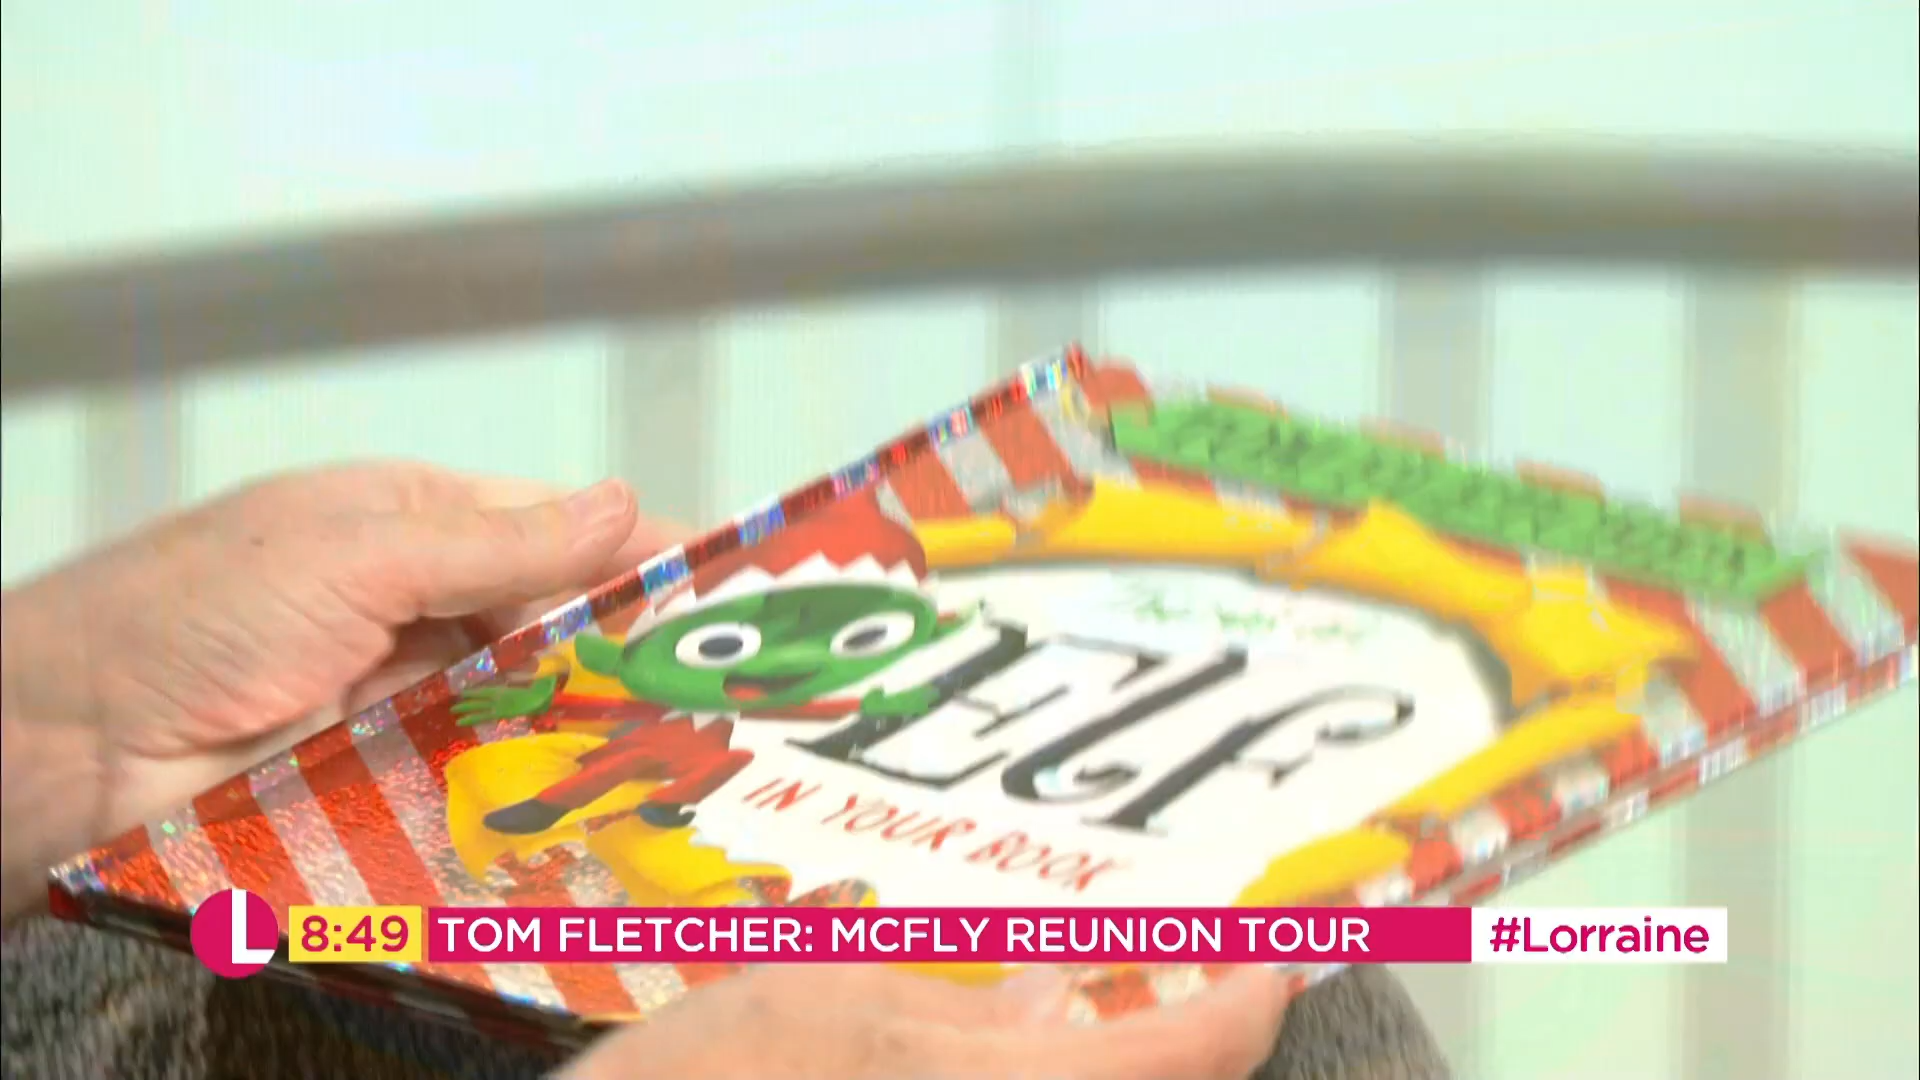 Elf
IN YOUR BOOK
L 8:49 TOM FLETCHER: MCFLY REUNION TOUR #Lorraine